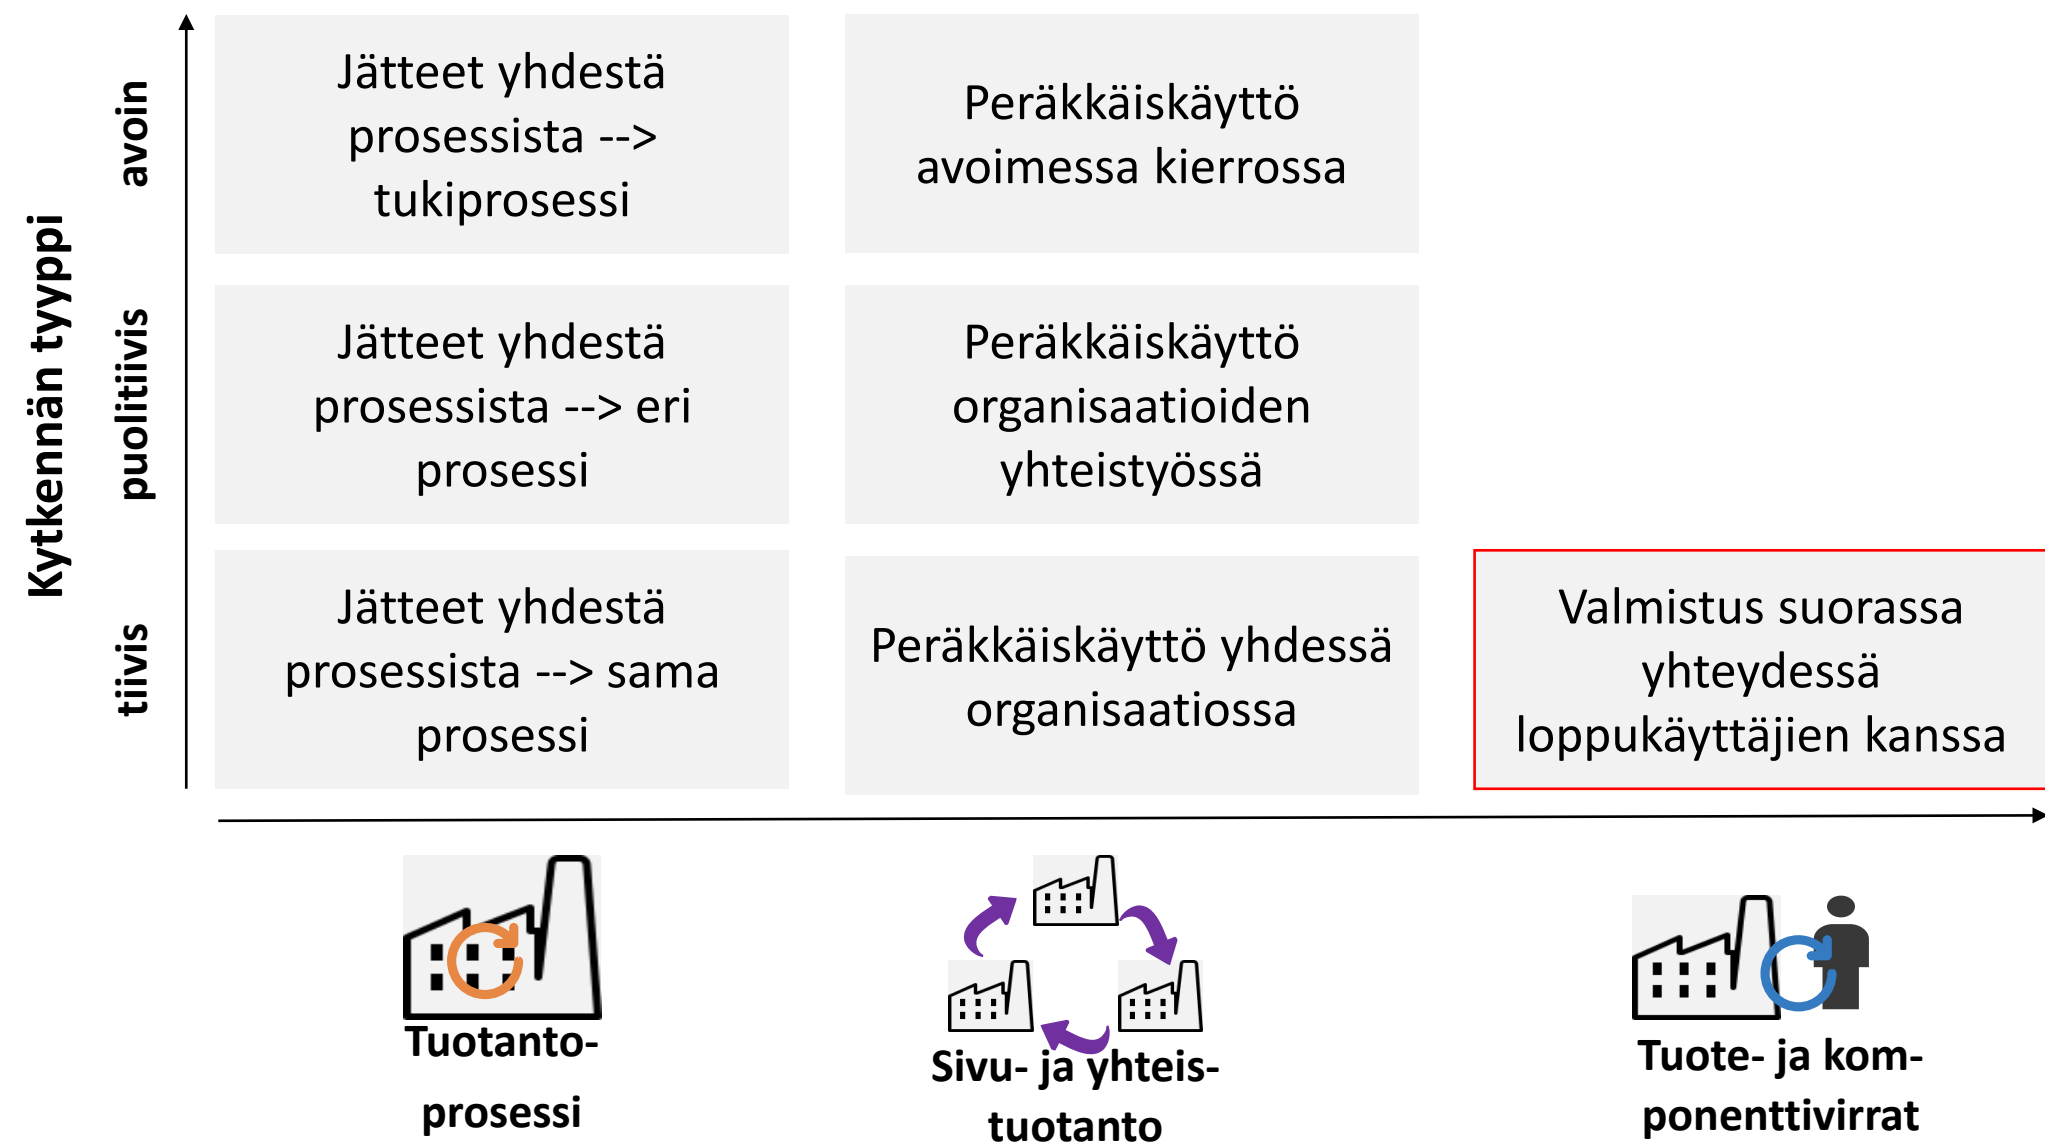 Kytkennän tyyppi
avoin
Jätteet yhdestä
prosessista -->
tukiprosessi
Peräkkäiskäyttö
avoimessa kierrossa
puolitiivis
Jätteet yhdestä
prosessista --> eri
prosessi
Peräkkäiskäyttö
organisaatioiden
yhteistyössä
tiivis
Jätteet yhdestä
prosessista --> sama
prosessi
Peräkkäiskäyttö yhdessä
organisaatiossa
Valmistus suorassa
yhteydessä
loppukäyttäjien kanssa
Tuotanto-
prosessi
Sivu- ja yhteis-
tuotanto
Tuote- ja kom-
ponenttivirrat